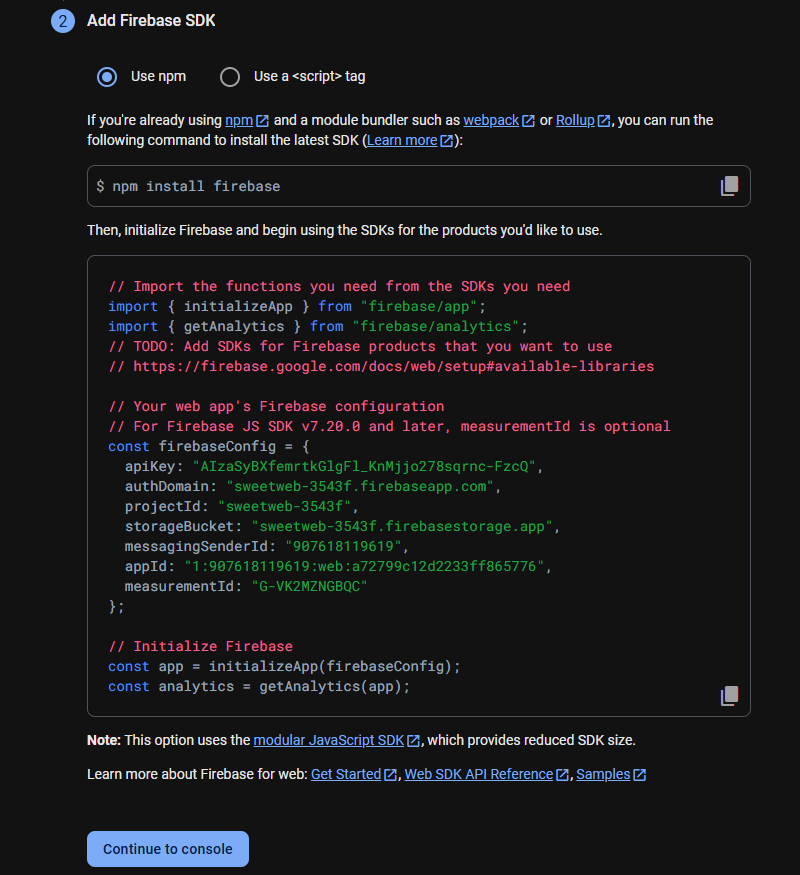 2 Add Firebase SDK
Use npm Use a <script> tag
If you're already using npm and a module bundler such as webpack or Rollup, you can run the
following command to install the latest SDK (Learn more):
$ npm install firebase
Then, initialize Firebase and begin using the SDKs for the products you'd like to use.
// Import the functions you need from the SDKs you need
import { initializeApp } from "firebase/app";
import { getAnalytics } from "firebase/analytics";
// TODO: Add SDKs for Firebase products that you want to use
// https://firebase.google.com/docs/web/setup#available-libraries
// Your web app's Firebase configuration
// For Firebase JS SDK v7.20.0 and later, measurementId is optional
const firebaseConfig = {
  apiKey: "AIzaSyBXfemrtkGlgFl_KnMjjo278sqrnc-FzcQ",
  authDomain: "sweetweb-3543f.firebaseapp.com",
  projectId: "sweetweb-3543f",
  storageBucket: "sweetweb-3543f.firebasestorage.app",
  messagingSenderId: "907618119619",
  appId: "1:907618119619:web:a72799c12d2233ff865776",
  measurementId: "G-VK2MZNGBQC"
};
// Initialize Firebase
const app = initializeApp(firebaseConfig);
const analytics = getAnalytics(app);
Note: This option uses the modular JavaScript SDK, which provides reduced SDK size.
Learn more about Firebase for web: Get Started, Web SDK API Reference, Samples
Continue to console